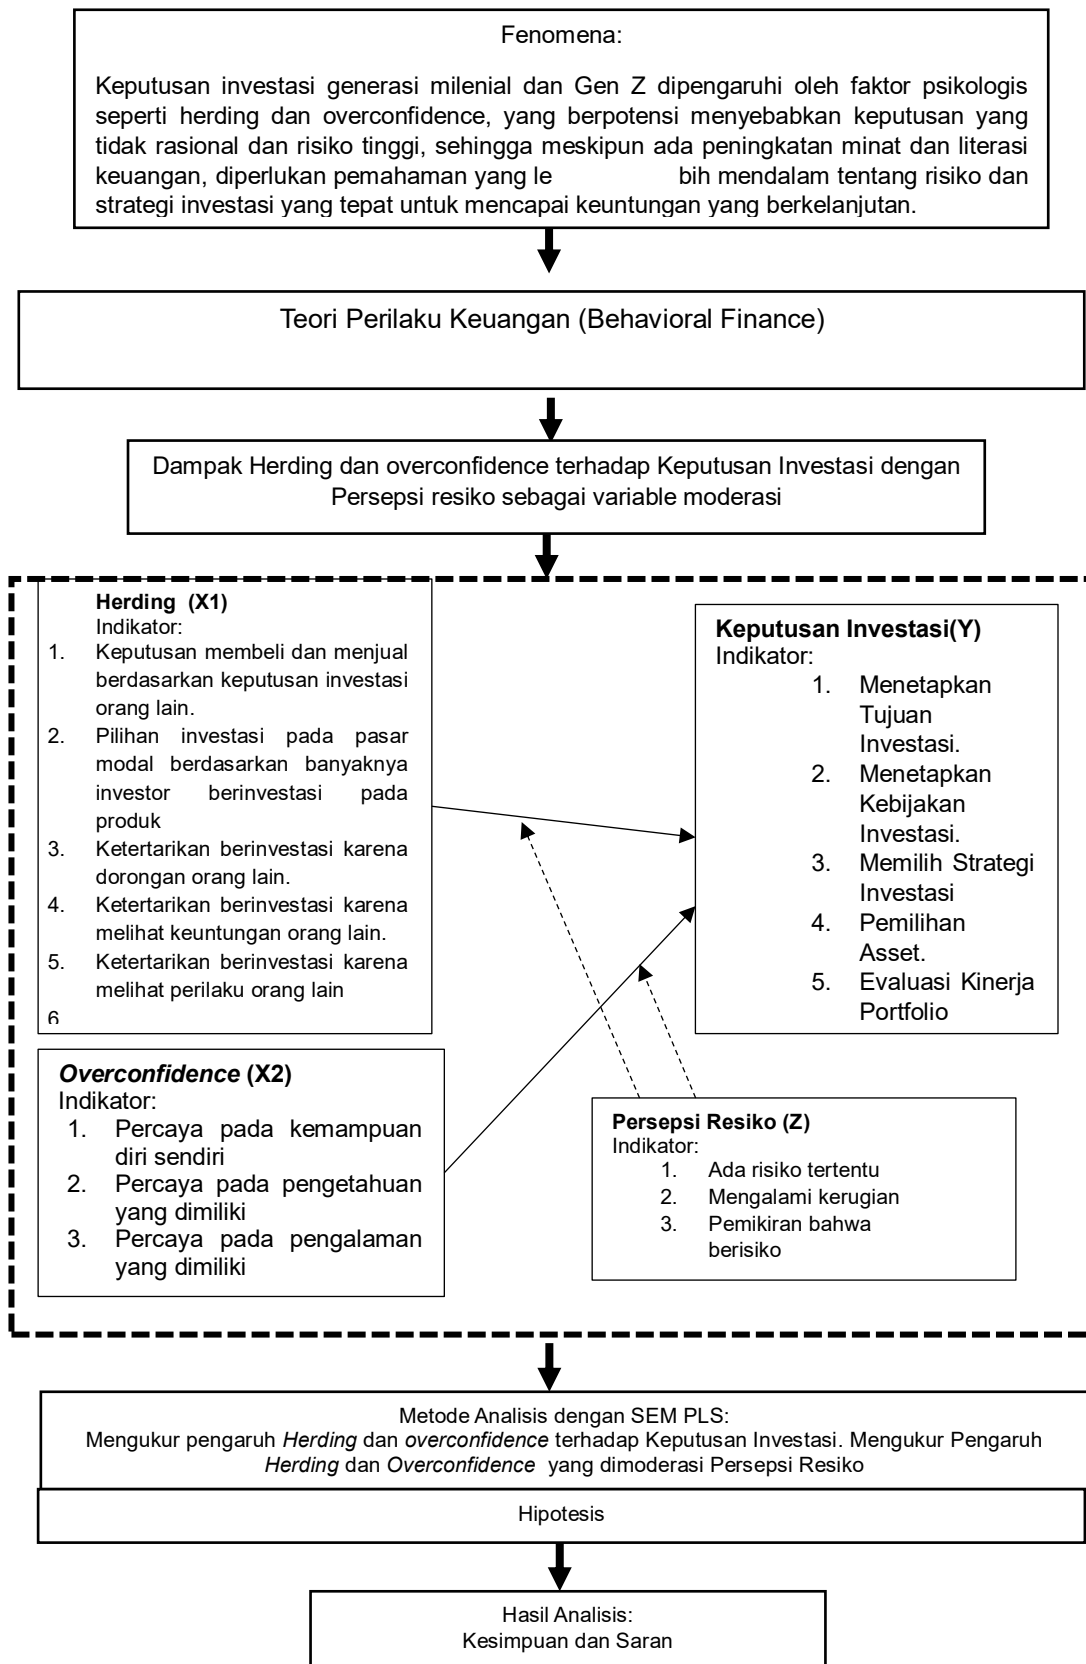 Fenomena:
Keputusan investasi generasi milenial dan Gen Z dipengaruhi oleh faktor psikologis
seperti herding dan overconfidence, yang berpotensi menyebabkan keputusan yang
tidak rasional dan risiko tinggi, sehingga meskipun ada peningkatan minat dan literasi
keuangan, diperlukan pemahaman yang le bih mendalam tentang risiko dan
strategi investasi yang tepat untuk mencapai keuntungan yang berkelanjutan.
Teori Perilaku Keuangan (Behavioral Finance)
Dampak Herding dan overconfidence terhadap Keputusan Investasi dengan
Persepsi resiko sebagai variable moderasi
Herding (X1)
Indikator:
1. Keputusan membeli dan menjual
berdasarkan keputusan investasi
orang lain.
2. Pilihan investasi pada pasar
modal berdasarkan banyaknya
investor berinvestasi pada
produk
3. Ketertarikan berinvestasi karena
dorongan orang lain.
4. Ketertarikan berinvestasi karena
melihat keuntungan orang lain.
5. Ketertarikan berinvestasi karena
melihat perilaku orang lain
6
Keputusan Investasi(Y)
Indikator:
1. Menetapkan
Tujuan
Investasi.
2. Menetapkan
Kebijakan
Investasi.
3. Memilih Strategi
Investasi
4. Pemilihan
Asset.
5. Evaluasi Kinerja
Portfolio
Overconfidence (X2)
Indikator:
1. Percaya pada kemampuan
diri sendiri
2. Percaya pada pengetahuan
yang dimiliki
3. Percaya pada pengalaman
yang dimiliki
Persepsi Resiko (Z)
Indikator:
1. Ada risiko tertentu
2. Mengalami kerugian
3. Pemikiran bahwa
berisiko
Metode Analisis dengan SEM PLS:
Mengukur pengaruh Herding dan overconfidence terhadap Keputusan Investasi. Mengukur Pengaruh
Herding dan Overconfidence yang dimoderasi Persepsi Resiko
Hipotesis
Hasil Analisis:
Kesimpuan dan Saran